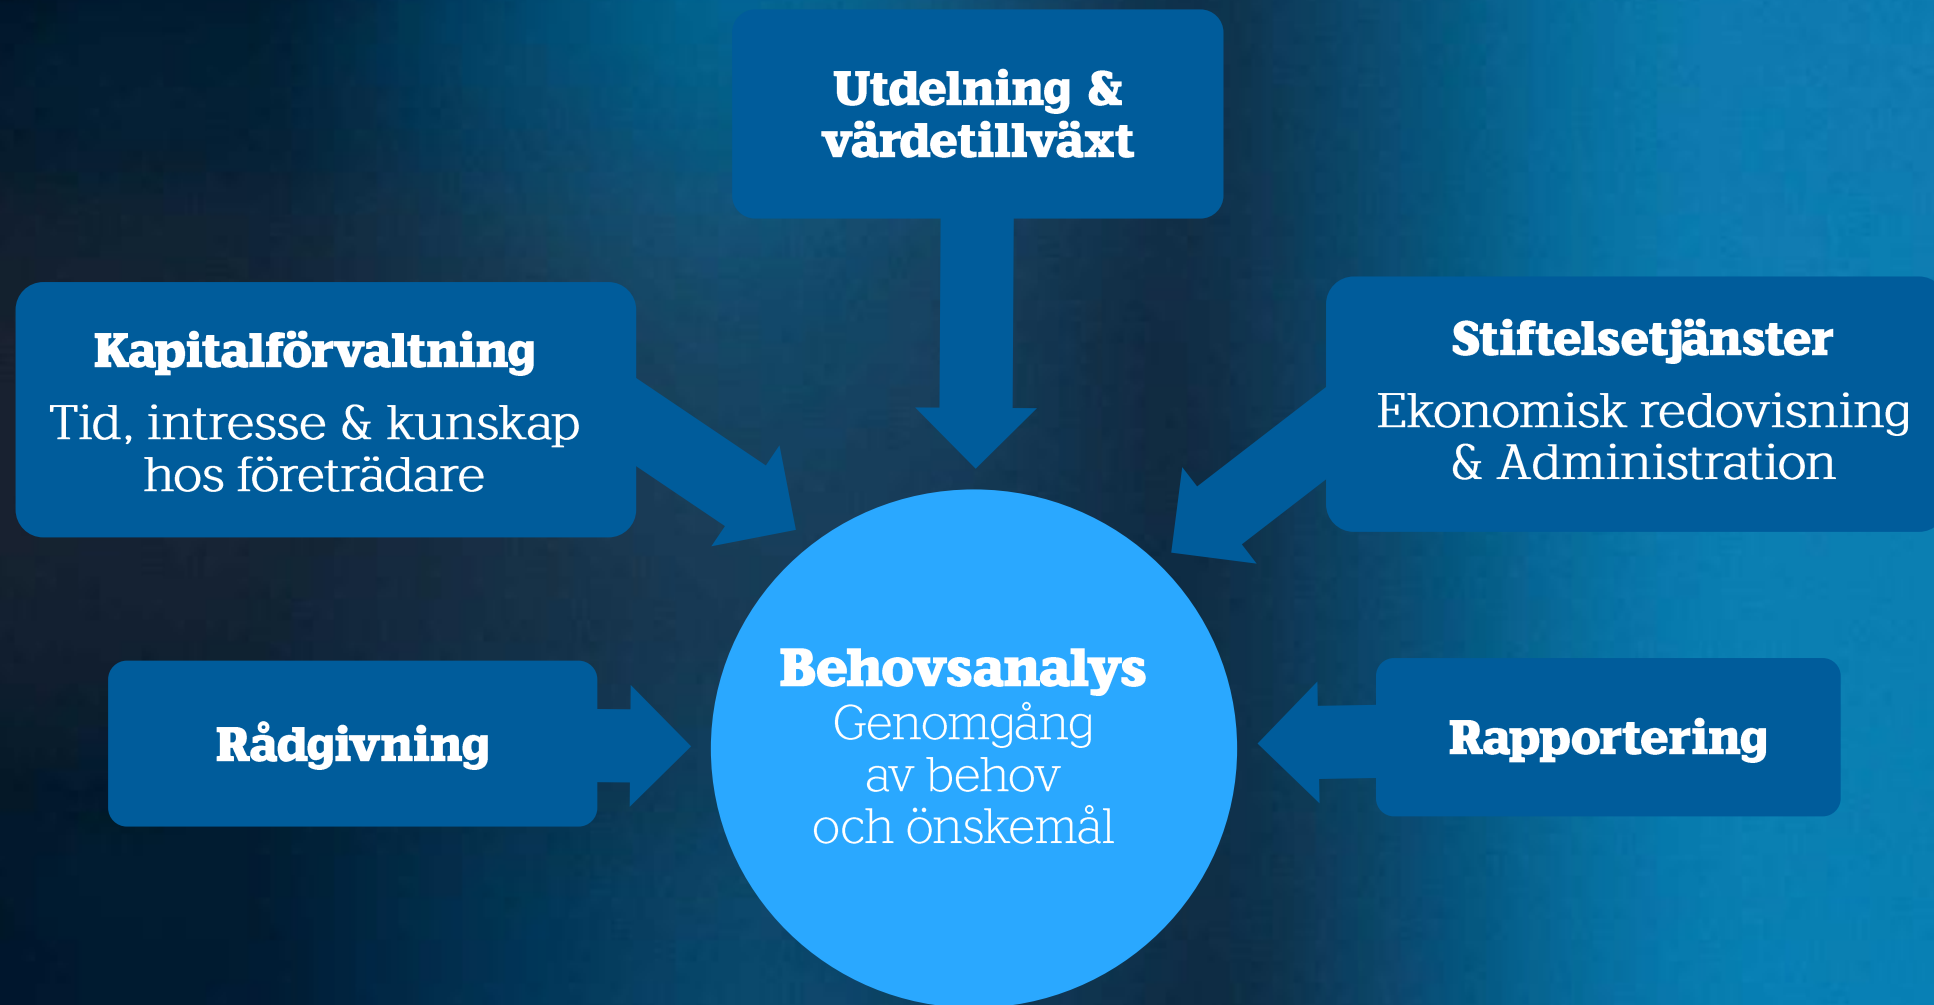 Utdelning &
värdetillväxt
Kapitalförvaltning
Tid, intresse & kunskap
hos företrädare
Stiftelsetjänster
Ekonomisk redovisning
& Administration
Rådgivning
Behovsanalys
Genomgång
av behov
och önskemål
Rapportering